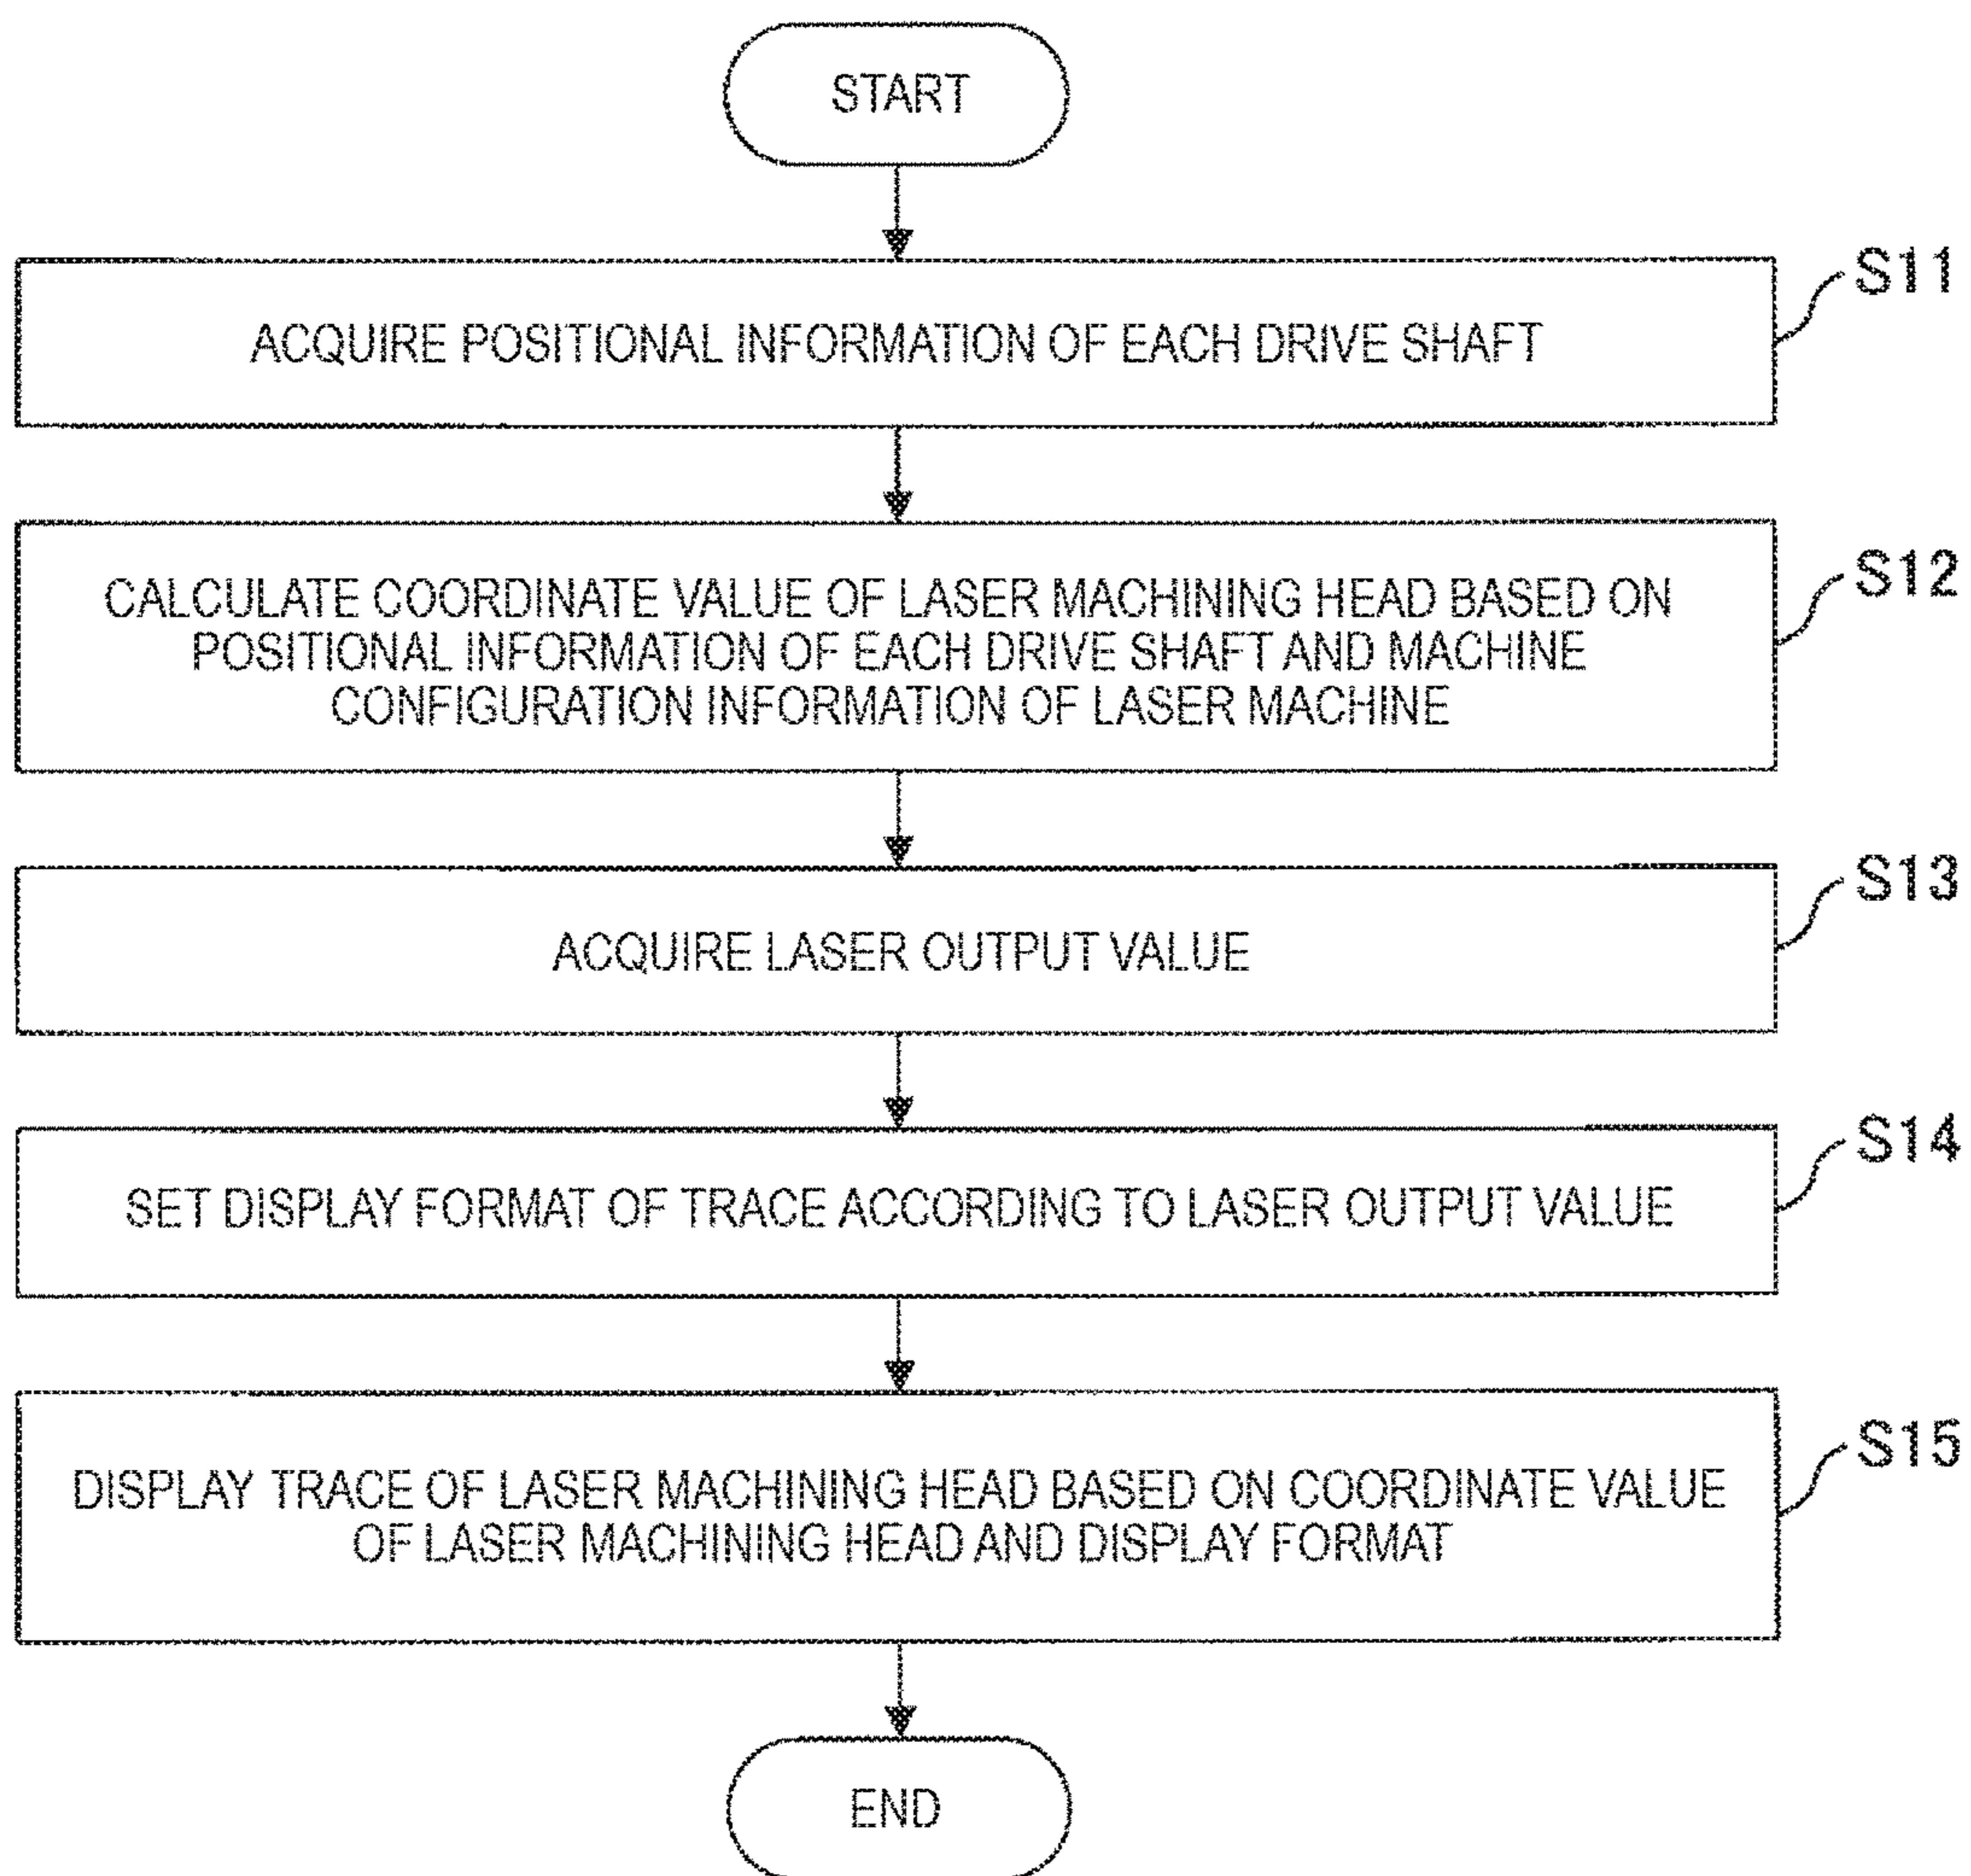 START
S11
ACQUIRE POSITIONAL INFORMATION OF EACH DRIVE SHAFT
S12
CALCULATE COORDINATE VALUE OF LASER MACHINING HEAD BASED ON
POSITIONAL INFORMATION OF EACH DRIVE SHAFT AND MACHINE
CONFIGURATION INFORMATION OF LASER MACHINE
S13
ACQUIRE LASER OUTPUT VALUE
S14
SET DISPLAY FORMAT OF TRACE ACCORDING TO LASER OUTPUT VALUE
S15
DISPLAY TRACE OF LASER MACHINING HEAD BASED ON COORDINATE VALUE
OF LASER MACHINING HEAD AND DISPLAY FORMAT
END